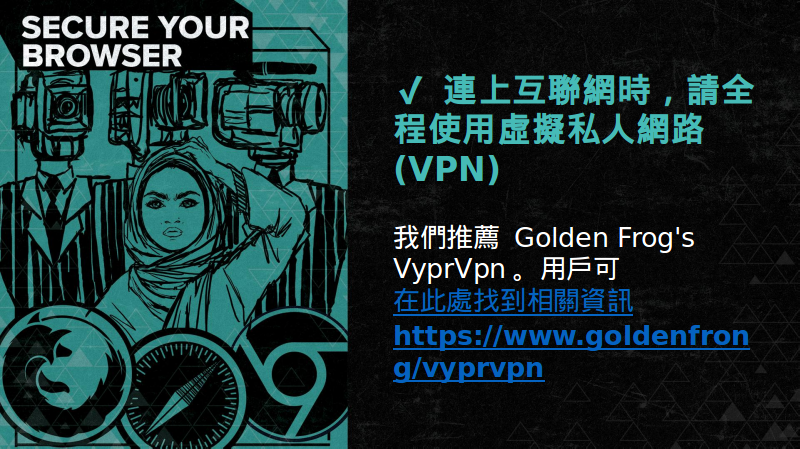 SECURE YOUR
BROWSER
✓ 連上互聯網時，請全
程使用虛擬私人網路
(VPN)
我們推薦 Golden Frog's
VyprVpn。用戶可
在此處找到相關資訊
https://www.goldenfron
g/vyprvpn